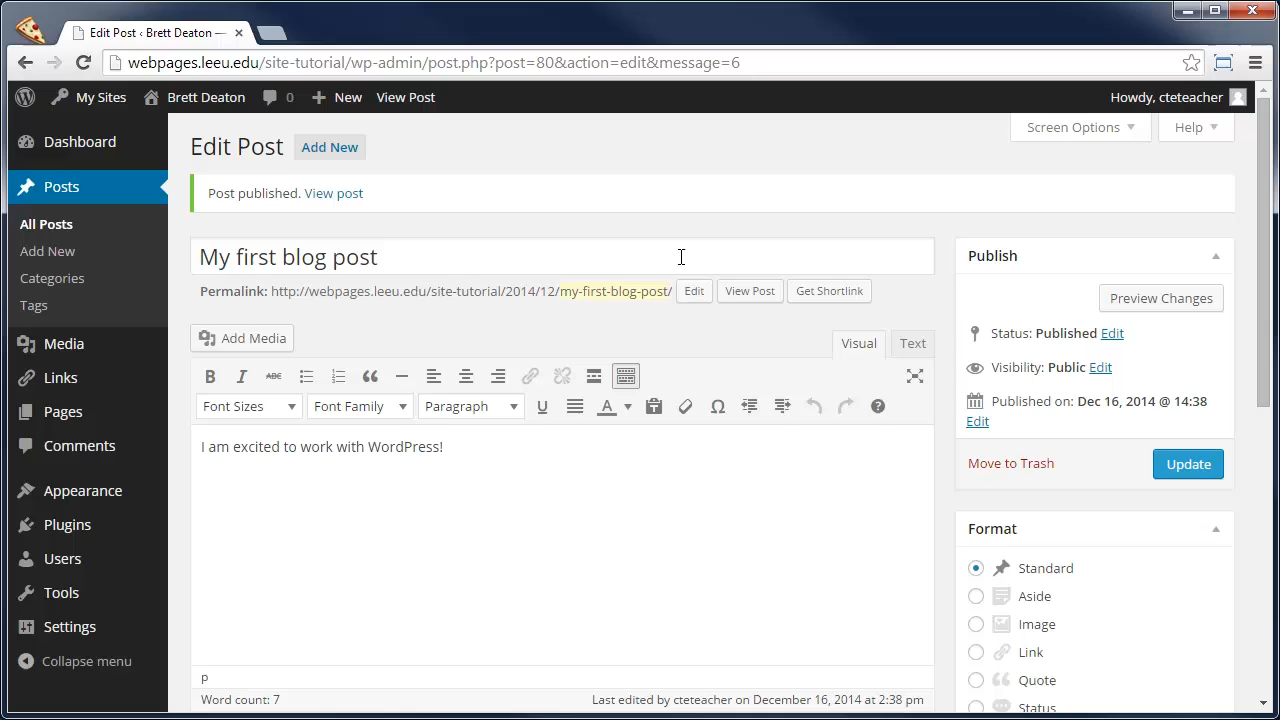 Edit Post ‹ Brett Deaton —
webpages.leeu.edu/site-tutorial/wp-admin/post.php?post=80&action=edit&message=6
My Sites Brett Deaton 0 New View Post Howdy, cteteacher
Screen Options Help
Dashboard
Posts
All Posts
Add New
Categories
Tags
Media
Links
Pages
Comments
Appearance
Plugins
Users
Tools
Settings
Collapse menu
Edit Post Add New
Post published. View post
My first blog post
Permalink: http://webpages.leeu.edu/site-tutorial/2014/12/my-first-blog-post/ Edit View Post Get Shortlink
Add Media
Visual Text
B I ABC
Font Sizes Font Family Paragraph U A Ω
I am excited to work with WordPress!
p
Word count: 7 Last edited by cteteacher on December 16, 2014 at 2:38 pm
Publish
Preview Changes
Status: Published Edit
Visibility: Public Edit
Published on: Dec 16, 2014 @ 14:38
Edit
Move to Trash Update
Format
Standard
Aside
Image
Link
Quote
Status